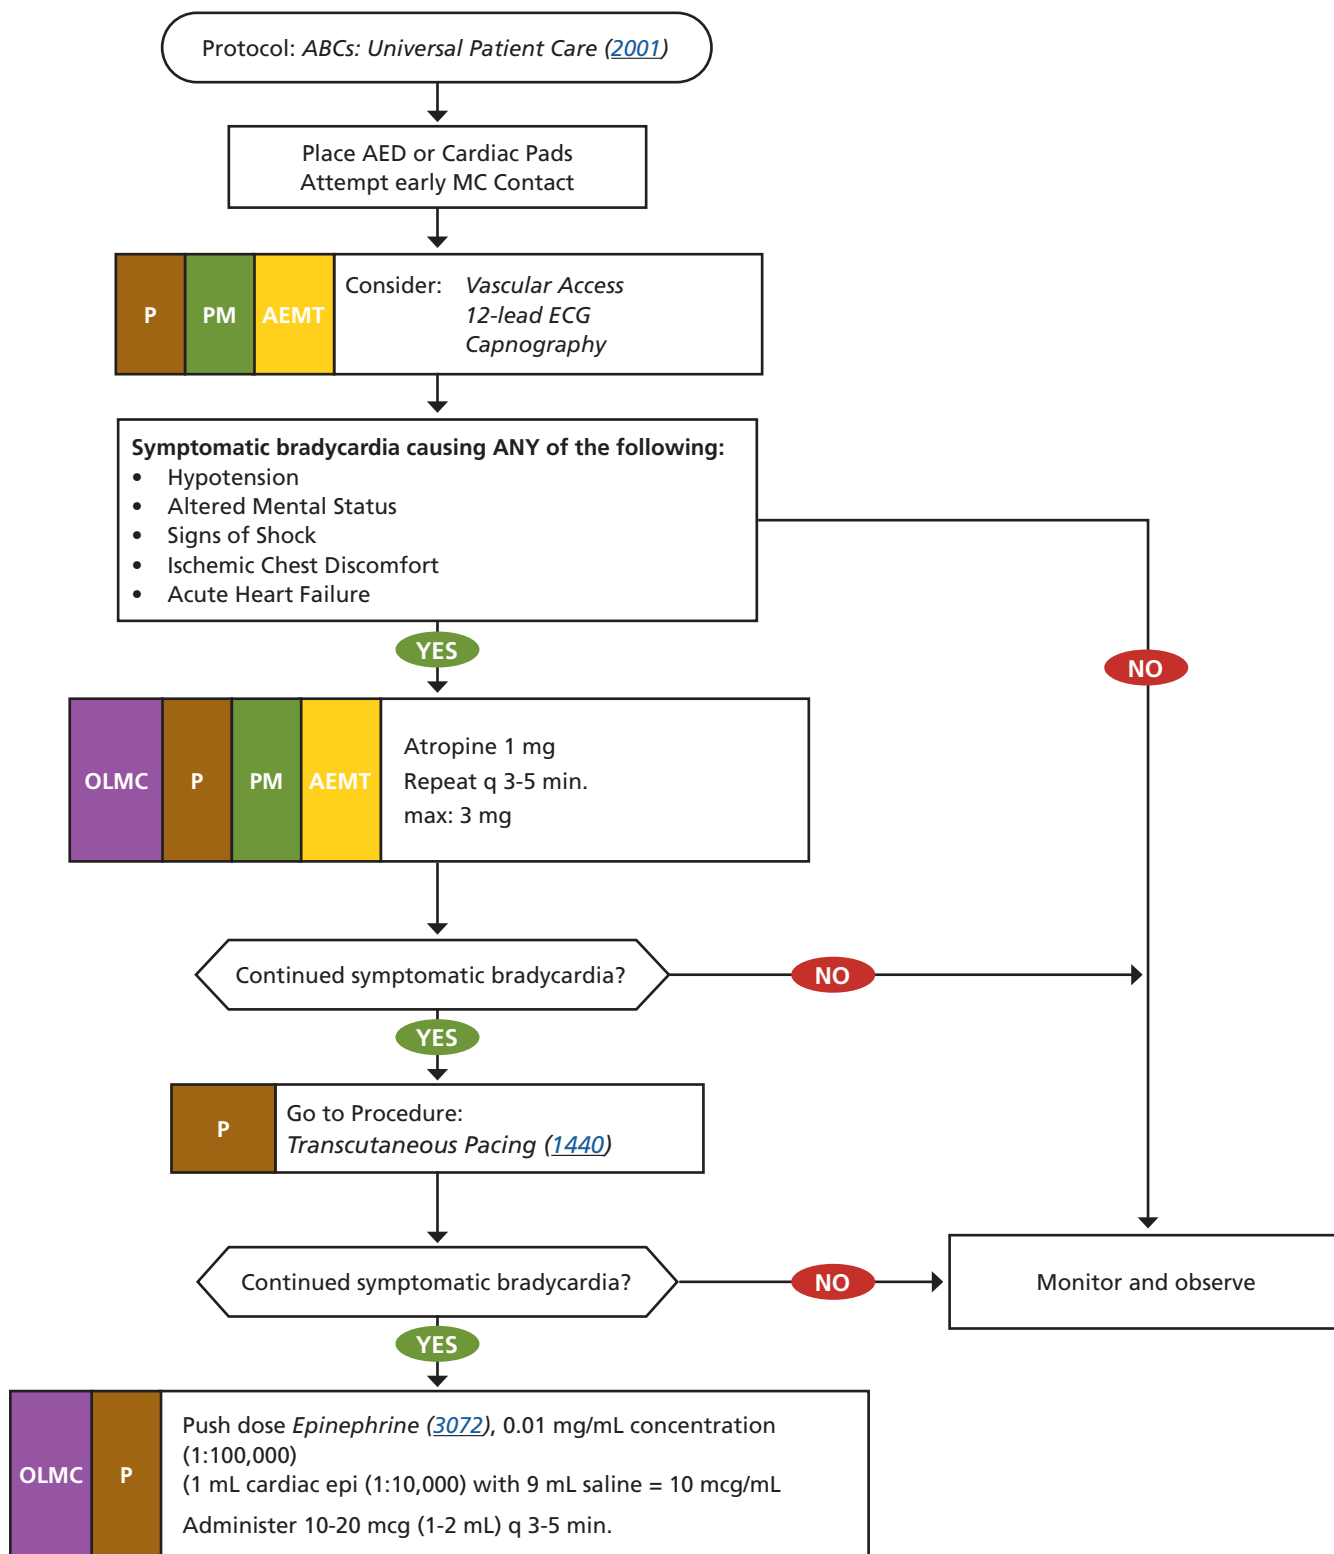 Protocol: ABCs: Universal Patient Care (2001)
Place AED or Cardiac Pads
Attempt early MC Contact
P
PM
AEMT
Consider: Vascular Access
12-lead ECG
Capnography
Symptomatic bradycardia causing ANY of the following:
• Hypotension
• Altered Mental Status
• Signs of Shock
• Ischemic Chest Discomfort
• Acute Heart Failure
YES
NO
OLMC
P
PM
AEMT
Atropine 1 mg
Repeat q 3-5 min.
max: 3 mg
Continued symptomatic bradycardia?
NO
YES
P
Go to Procedure:
Transcutaneous Pacing (1440)
Continued symptomatic bradycardia?
NO
Monitor and observe
YES
OLMC
P
Push dose Epinephrine (3072), 0.01 mg/mL concentration
(1:100,000)
(1 mL cardiac epi (1:10,000) with 9 mL saline = 10 mcg/mL
Administer 10-20 mcg (1-2 mL) q 3-5 min.